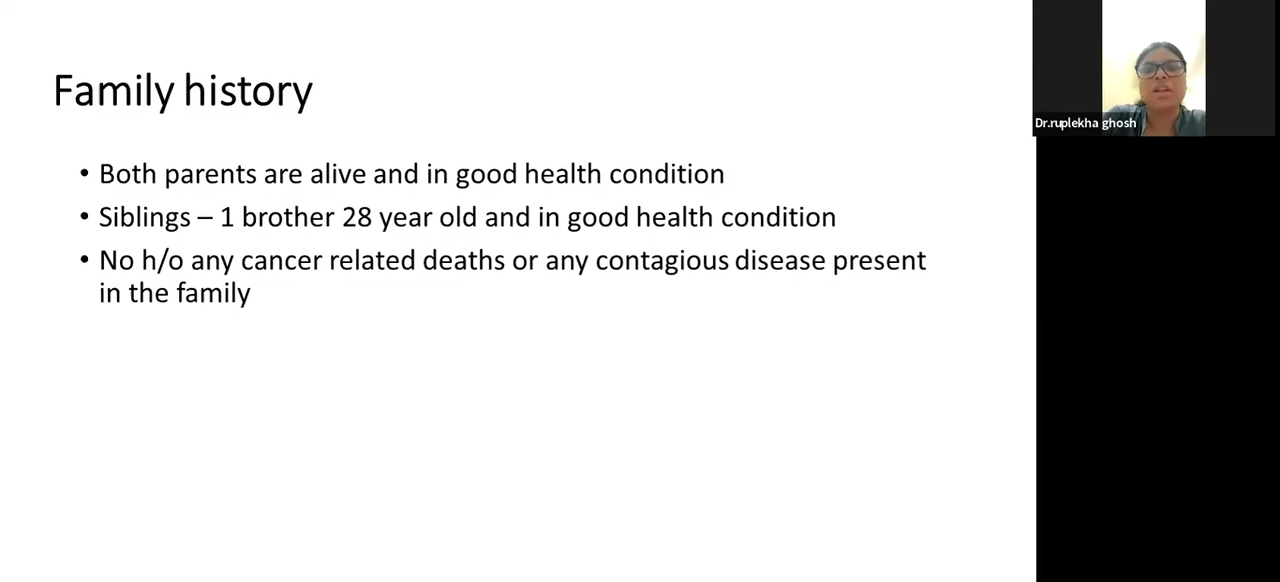 Family history
• Both parents are alive and in good health condition
• Siblings – 1 brother 28 year old and in good health condition
• No h/o any cancer related deaths or any contagious disease present
in the family
Dr.ruplekha ghosh